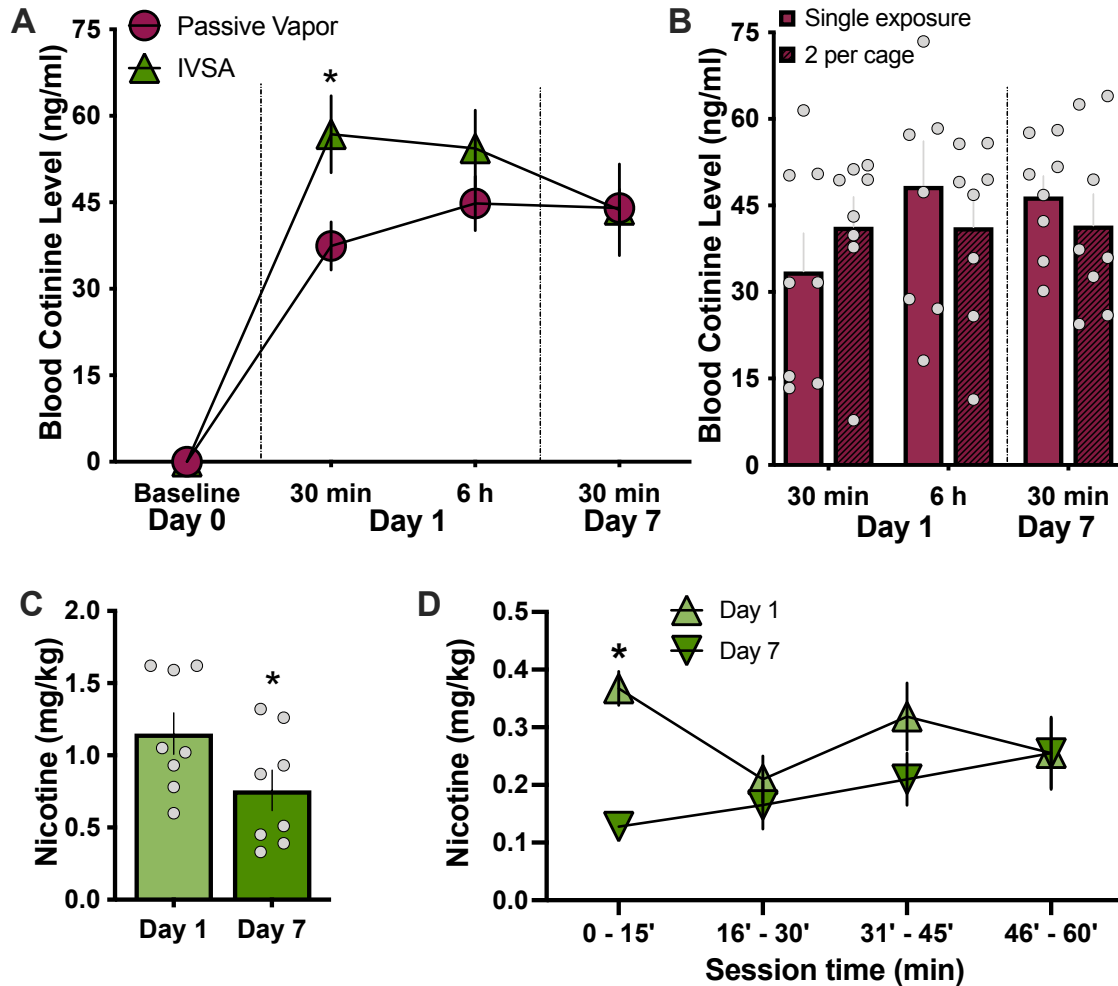 A
Passive Vapor
IVSA
*
Blood Cotinine Level (ng/ml)
75
60
45
30
15
0
Baseline 30 min 6 h 30 min
Day 0 Day 1 Day 7
B
Single exposure
2 per cage
Blood Cotinine Level (ng/ml)
75
60
45
30
15
0
30 min 6 h 30 min
Day 1 Day 7
C
*
Nicotine (mg/kg)
2.0
1.5
1.0
0.5
0.0
Day 1 Day 7
D
Day 1
Day 7
*
Nicotine (mg/kg)
0.5
0.4
0.3
0.2
0.1
0.0
0 - 15' 16' - 30' 31' - 45' 46' - 60'
Session time (min)